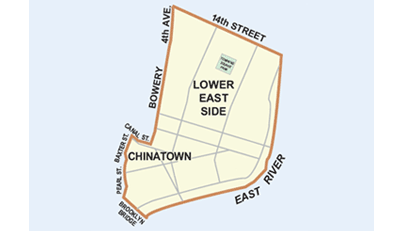 14th STREET
4th AVE.
BOWERY
LOWER
EAST
SIDE
CANAL ST.
BAXTER ST.
CHINATOWN
PEARL ST.
EAST RIVER
BROOKLYN
BRIDGE